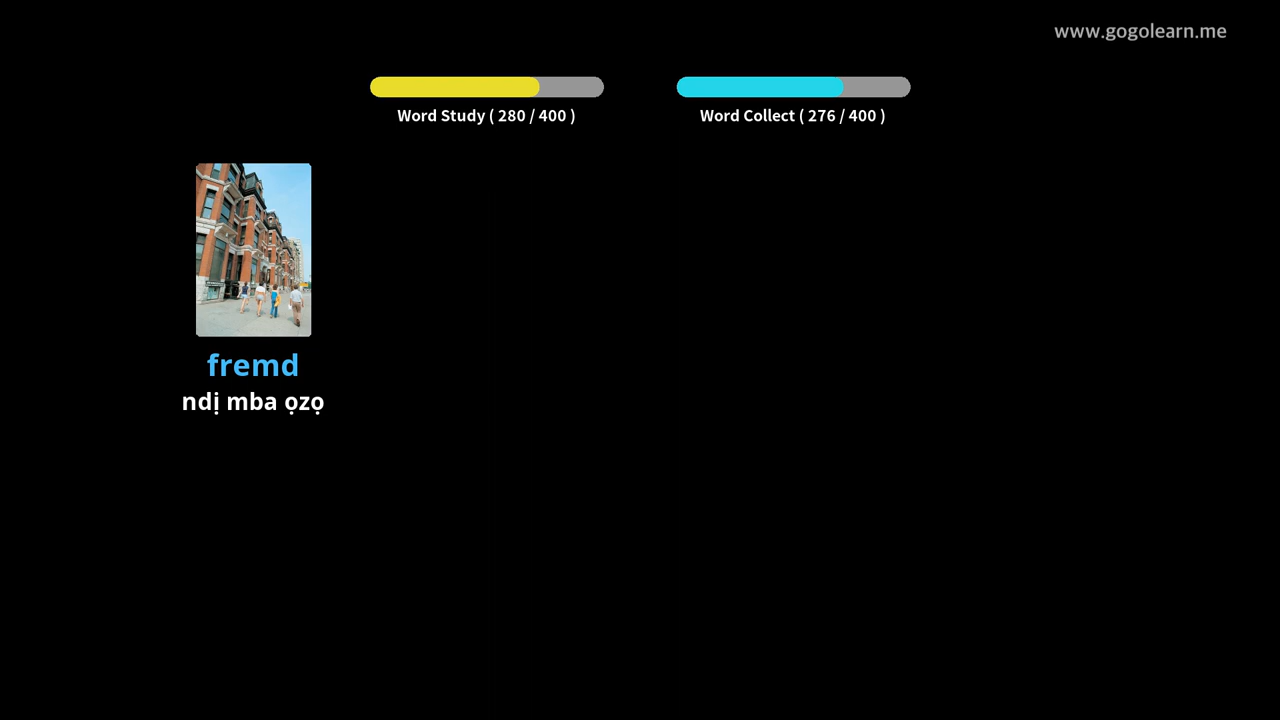 www.gogolearn.me
Word Study ( 280 / 400 )
Word Collect ( 276 / 400 )
fremd
ndị mba ọzọ